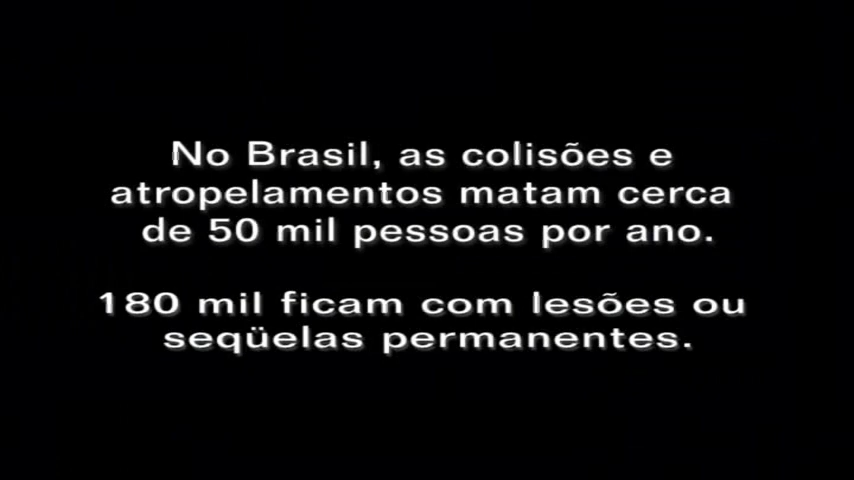 No Brasil, as colisões e
atropelamentos matam cerca
de 50 mil pessoas por ano.
180 mil ficam com lesões ou
seqüelas permanentes.